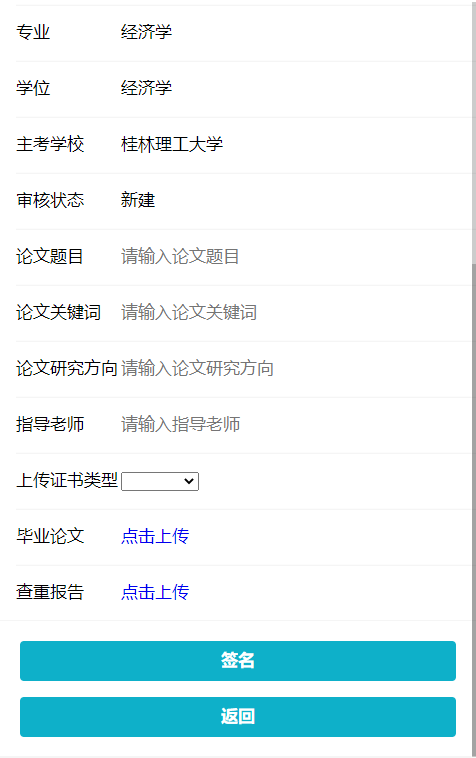 专业 经济学
学位 经济学
主考学校 桂林理工大学
审核状态 新建
论文题目 请输入论文题目
论文关键词 请输入论文关键词
论文研究方向 请输入论文研究方向
指导老师 请输入指导老师
上传证书类型
毕业论文 点击上传
查重报告 点击上传
签名
返回